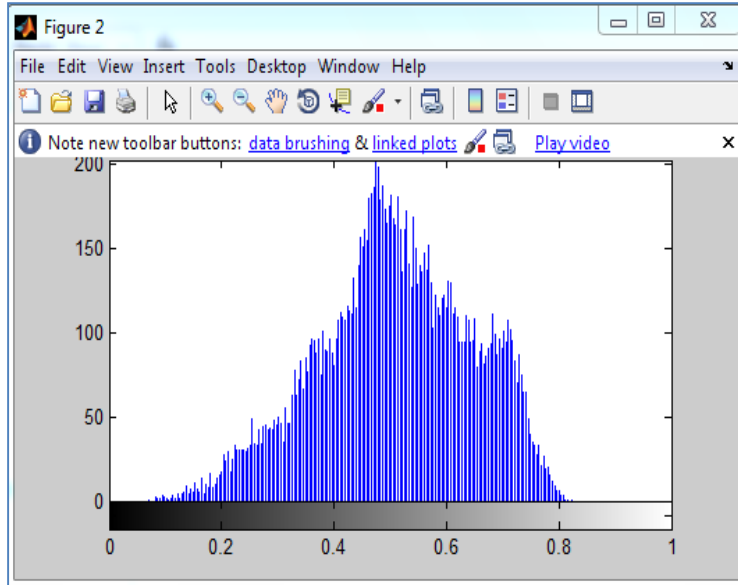 Figure 2
File Edit View Insert Tools Desktop Window Help
Note new toolbar buttons: data brushing & linked plots Play video
200
150
100
50
0
0 0.2 0.4 0.6 0.8 1